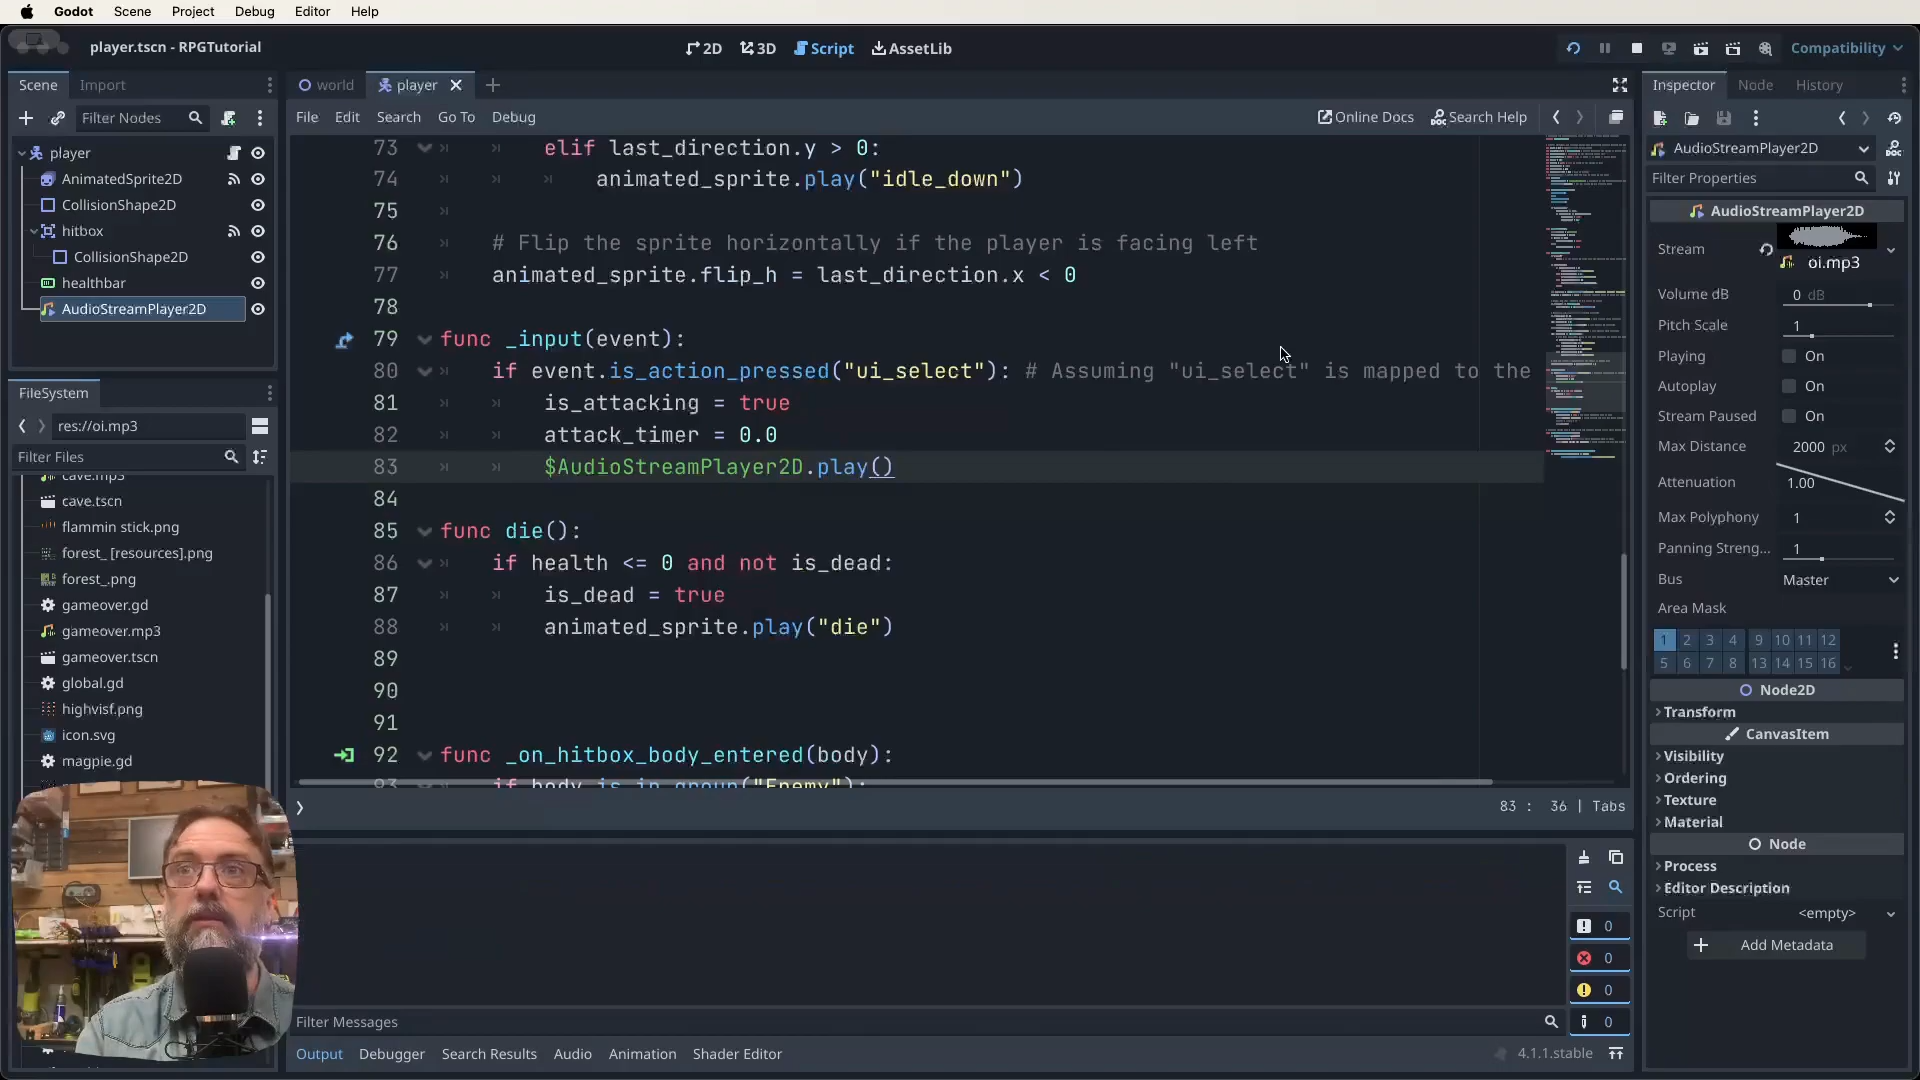 Godot Scene Project Debug Editor Help
player.tscn - RPGTutorial
2D 3D Script AssetLib
Compatibility
Scene Import
Filter Nodes
player
AnimatedSprite2D
CollisionShape2D
hitbox
CollisionShape2D
healthbar
AudioStreamPlayer2D
FileSystem
res://oi.mp3
Filter Files
cave.mp3
cave.tscn
flammin stick.png
forest_ [resources].png
forest_.png
gameover.gd
gameover.mp3
gameover.tscn
global.gd
highvisf.png
icon.svg
magpie.gd
world player
File Edit Search Go To Debug
Online Docs Search Help
73 elif last_direction.y > 0:
74 animated_sprite.play("idle_down")
75
76 # Flip the sprite horizontally if the player is facing left
77 animated_sprite.flip_h = last_direction.x < 0
78
79 func _input(event):
80 if event.is_action_pressed("ui_select"): # Assuming "ui_select" is mapped to the
81 is_attacking = true
82 attack_timer = 0.0
83 $AudioStreamPlayer2D.play()
84
85 func die():
86 if health <= 0 and not is_dead:
87 is_dead = true
88 animated_sprite.play("die")
89
90
91
92 func _on_hitbox_body_entered(body):
93 if body.is_in_group("Enemy"):
83 : 36 | Tabs
0
0
0
0
Filter Messages
Output Debugger Search Results Audio Animation Shader Editor
4.1.1.stable
Inspector Node History
AudioStreamPlayer2D
Filter Properties
AudioStreamPlayer2D
Stream oi.mp3
Volume dB 0 dB
Pitch Scale 1
Playing On
Autoplay On
Stream Paused On
Max Distance 2000 px
Attenuation 1.00
Max Polyphony 1
Panning Streng... 1
Bus Master
Area Mask
1 2 3 4 9 10 11 12
5 6 7 8 13 14 15 16
Node2D
Transform
CanvasItem
Visibility
Ordering
Texture
Material
Node
Process
Editor Description
Script <empty>
Add Metadata